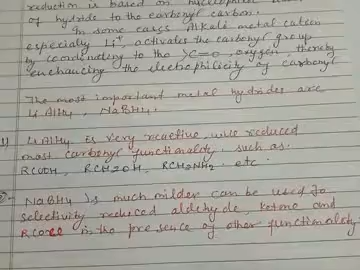 reduction is based on nucleophilic
of hydride to the carbonyl carbon.
In some cases Alkali metal cation
especially Li+, activates the carbonyl group
by coordinating to the >C=O, oxygen, thereby
enhancing the electrophilicity of carbonyl
The most important metal hydrides are
LiAlH4, NaBH4.
1) LiAlH4 is very reactive, will reduced
most carbonyl functionality, such as
RCOOH, RCH2OH, RCH2NH2, etc.
2- NaBH4 is much milder can be used to
selectivity reduced aldehyde, ketone and
in the presence of other functionality